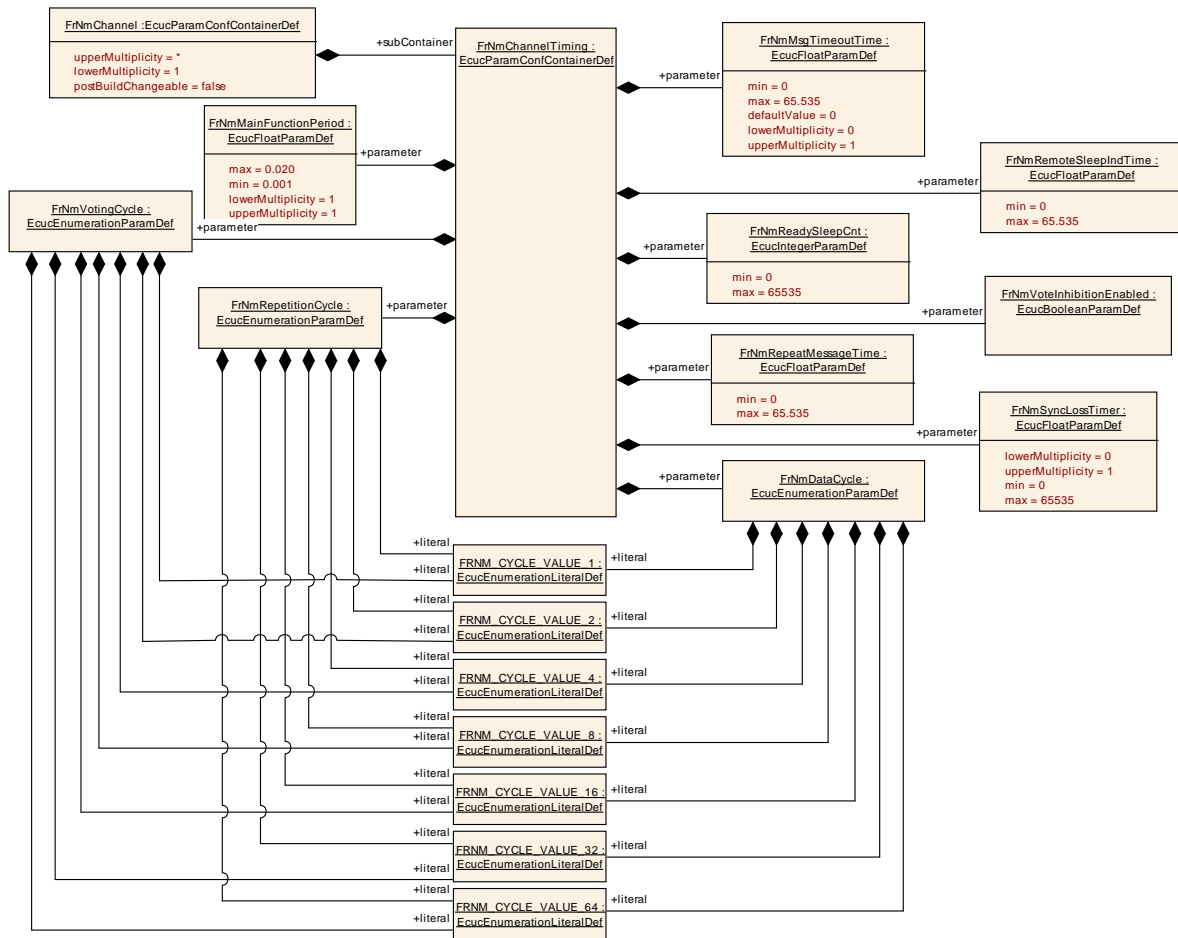 FrNmChannel :EcucParamConfContainerDef
upperMultiplicity = *
lowerMultiplicity = 1
postBuildChangeable = false
+subContainer
FrNmChannelTiming :
EcucParamConfContainerDef
FrNmMsgTimeoutTime :
EcucFloatParamDef
min = 0
max = 65.535
defaultValue = 0
lowerMultiplicity = 0
upperMultiplicity = 1
+parameter
FrNmMainFunctionPeriod :
EcucFloatParamDef
max = 0.020
min = 0.001
lowerMultiplicity = 1
upperMultiplicity = 1
+parameter
FrNmRemoteSleepIndTime :
EcucFloatParamDef
min = 0
max = 65.535
+parameter
FrNmVotingCycle :
EcucEnumerationParamDef
+parameter
FrNmReadySleepCnt :
EcucIntegerParamDef
min = 0
max = 65535
+parameter
FrNmRepetitionCycle :
EcucEnumerationParamDef
+parameter
FrNmVoteInhibitionEnabled :
EcucBooleanParamDef
+parameter
FrNmRepeatMessageTime :
EcucFloatParamDef
min = 0
max = 65.535
+parameter
FrNmSyncLossTimer :
EcucFloatParamDef
lowerMultiplicity = 0
upperMultiplicity = 1
min = 0
max = 65535
+parameter
FrNmDataCycle :
EcucEnumerationParamDef
+parameter
+literal
+literal
FRNM_CYCLE_VALUE_1 :
EcucEnumerationLiteralDef
+literal
+literal
+literal
FRNM_CYCLE_VALUE_2 :
EcucEnumerationLiteralDef
+literal
+literal
+literal
FRNM_CYCLE_VALUE_4 :
EcucEnumerationLiteralDef
+literal
+literal
+literal
FRNM_CYCLE_VALUE_8 :
EcucEnumerationLiteralDef
+literal
+literal
+literal
FRNM_CYCLE_VALUE_16 :
EcucEnumerationLiteralDef
+literal
+literal
+literal
FRNM_CYCLE_VALUE_32 :
EcucEnumerationLiteralDef
+literal
+literal
+literal
FRNM_CYCLE_VALUE_64 :
EcucEnumerationLiteralDef
+literal